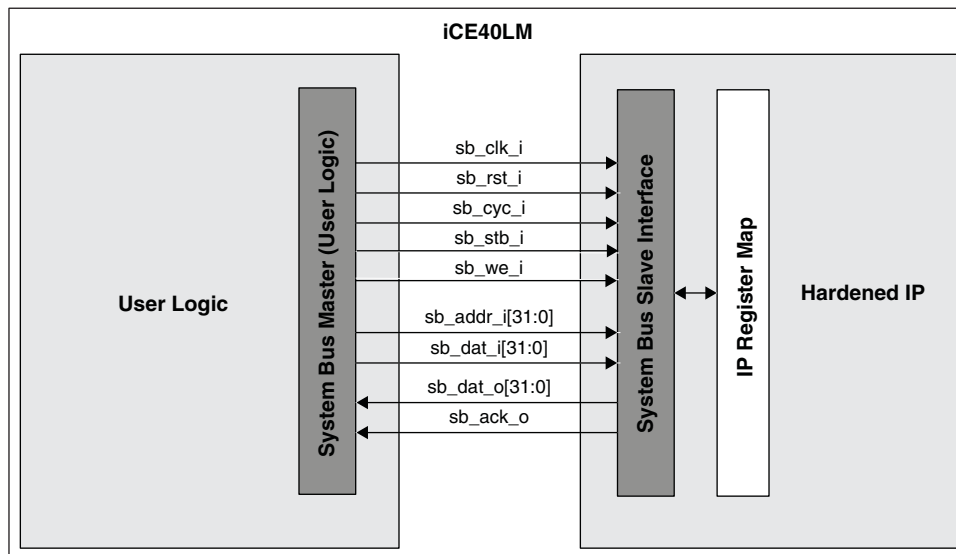 iCE40LM
User Logic
System Bus Master (User Logic)
sb_clk_i
sb_rst_i
sb_cyc_i
sb_stb_i
sb_we_i
sb_addr_i[31:0]
sb_dat_i[31:0]
sb_dat_o[31:0]
sb_ack_o
System Bus Slave Interface
IP Register Map
Hardened IP